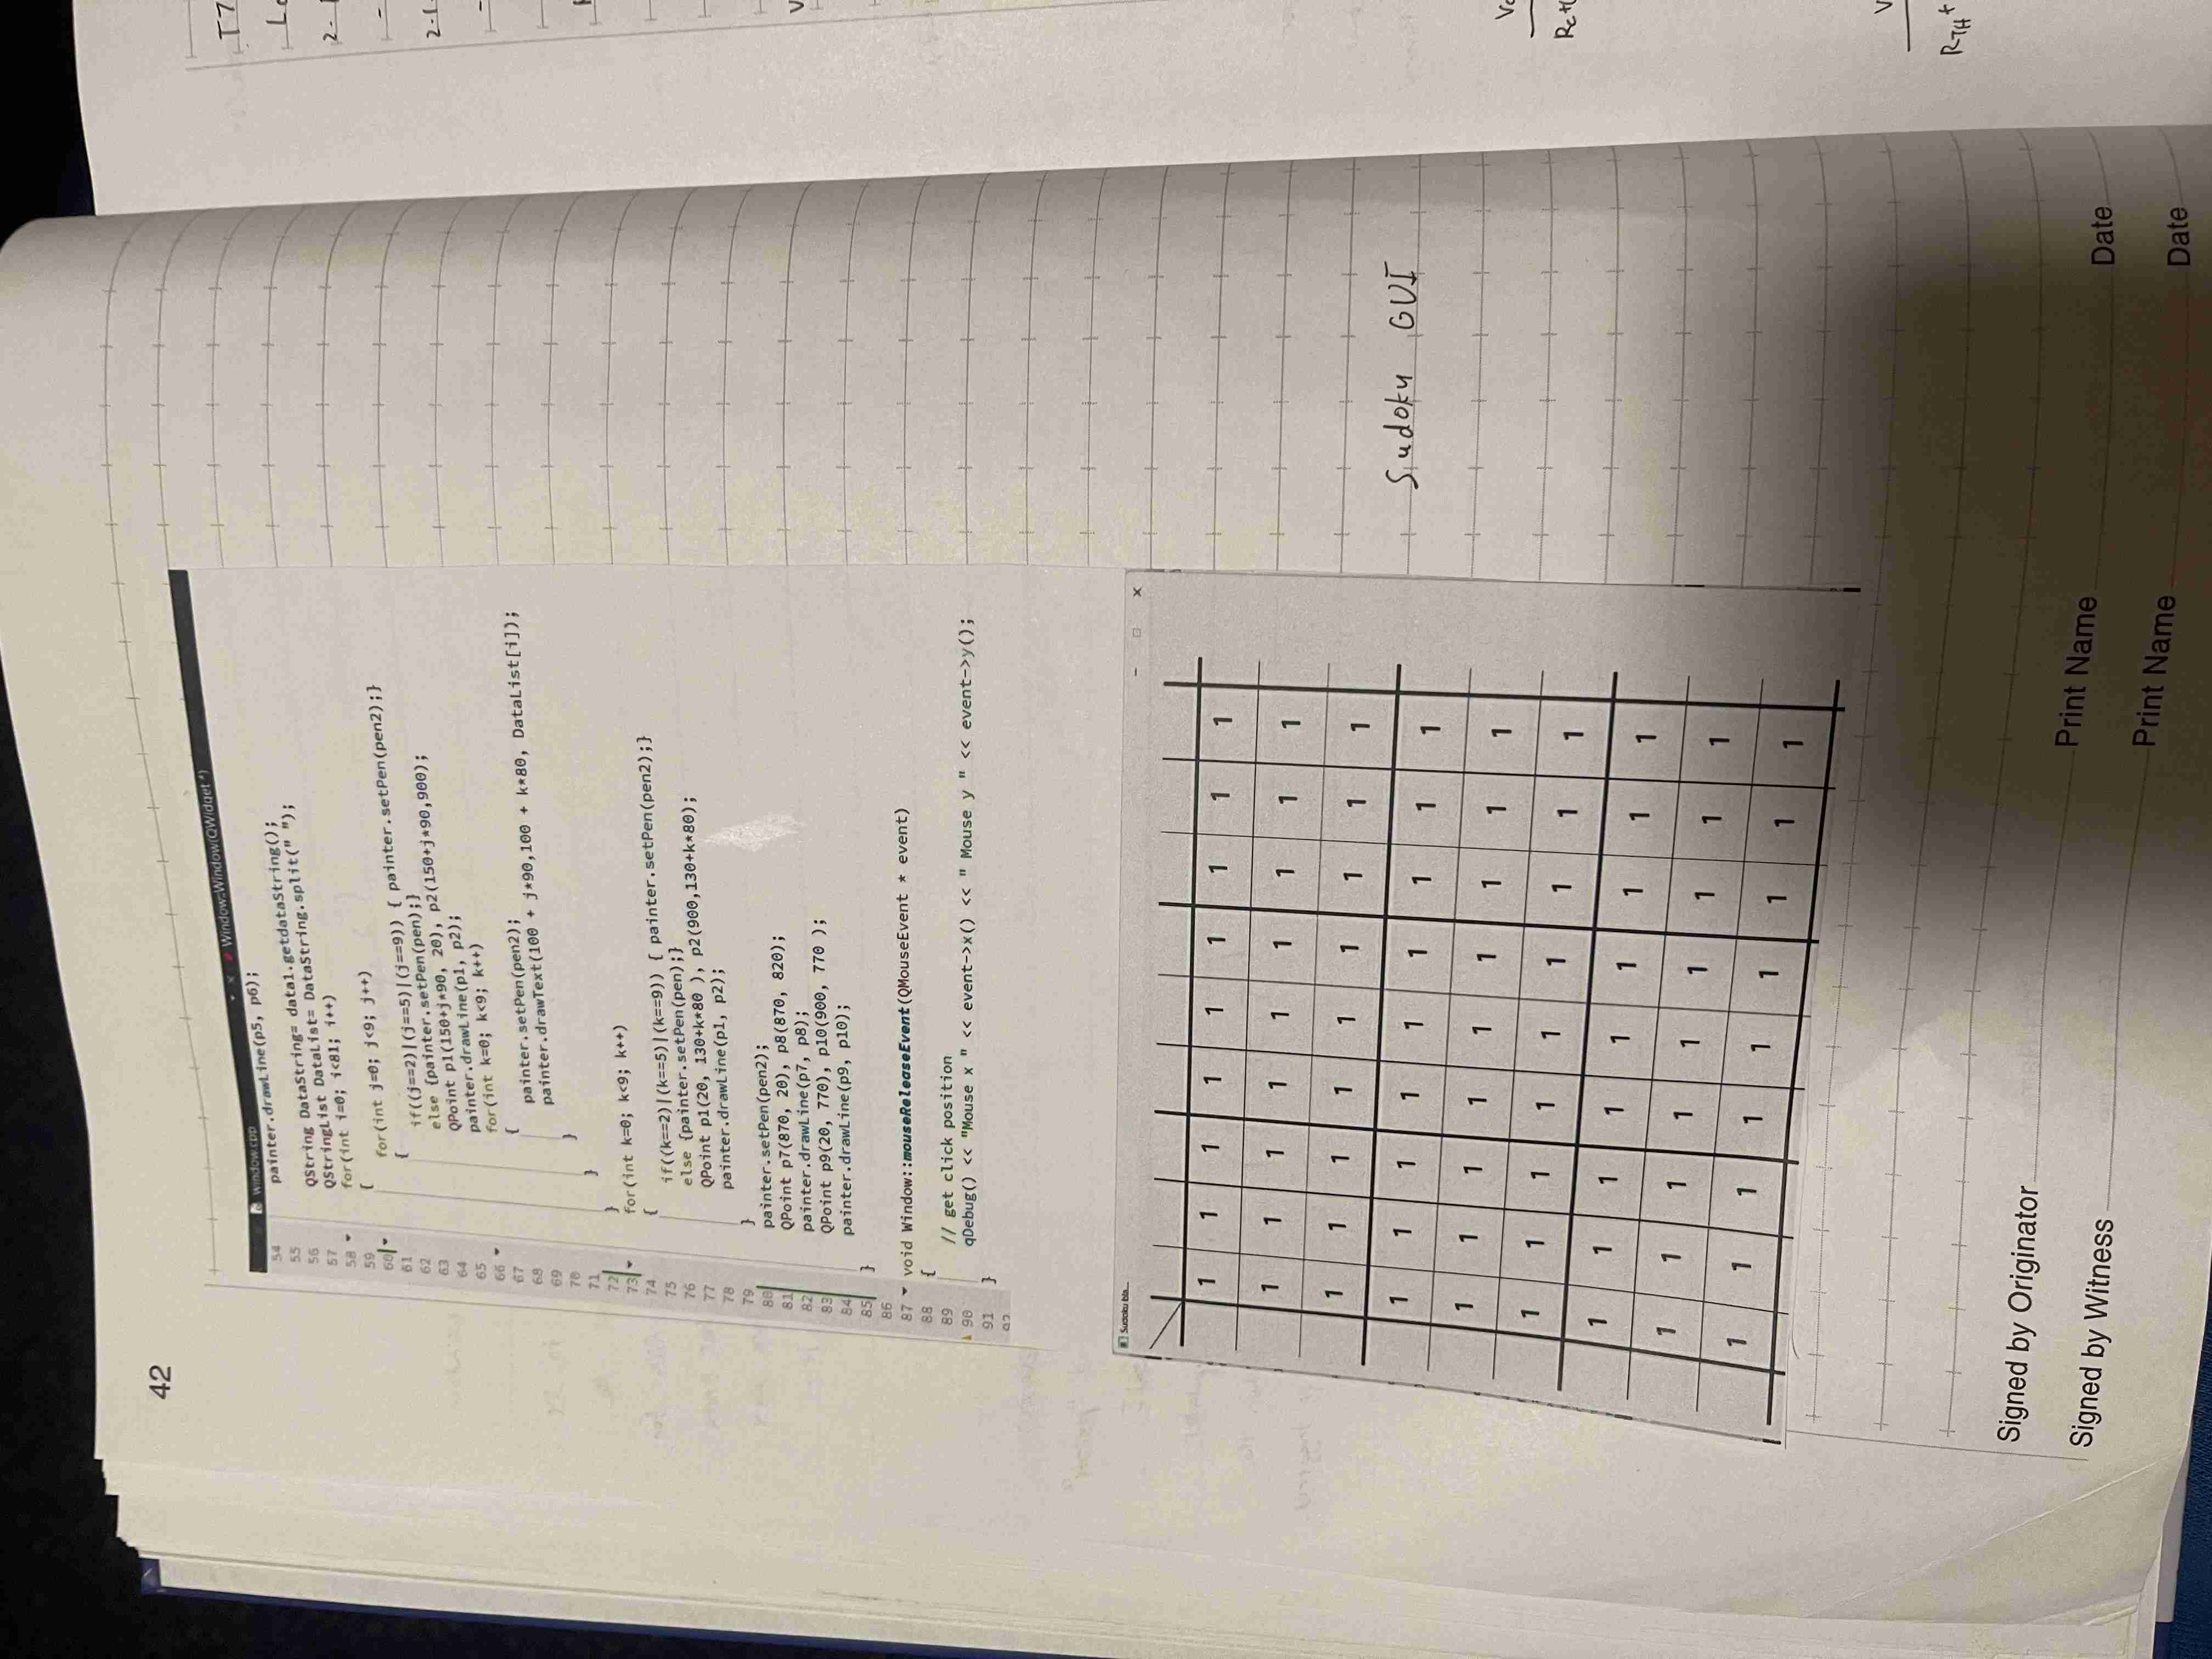 42
window.cpp Window::Window(QWidget *)
54 painter.drawLine(p5, p6);
55
56 QString DataString= data1.getdataString();
57 QStringList DataList= DataString.split(" ");
58 for(int i=0; i<81; i++)
59 {
60 for(int j=0; j<9; j++)
61 {
62 if((j==2)|(j==5)|(j==9)) { painter.setPen(pen2);}
63 else {painter.setPen(pen);}
64 QPoint p1(150+j*90, 20), p2(150+j*90,900);
65 painter.drawLine(p1, p2);
66 for(int k=0; k<9; k++)
67 {
68 painter.setPen(pen2);
69 painter.drawText(100 + j*90,100 + k*80, DataList[i]);
70 }
71 }
72 }
73 for(int k=0; k<9; k++)
74 {
75 if((k==2)|(k==5)|(k==9)) { painter.setPen(pen2);}
76 else {painter.setPen(pen);}
77 QPoint p1(20, 130+k*80 ), p2(900,130+k*80);
78 painter.drawLine(p1, p2);
79 }
80 painter.setPen(pen2);
81 QPoint p7(870, 20), p8(870, 820);
82 painter.drawLine(p7, p8);
83 QPoint p9(20, 770), p10(900, 770 );
84 painter.drawLine(p9, p10);
85 }
86
87 void Window::mouseReleaseEvent(QMouseEvent * event)
88 {
89 // get click position
90 qDebug() << "Mouse x " << event->x() << " Mouse y " << event->y();
91 }
92
Sudoku bla...
1 1 1 1 1 1 1 1 1
1 1 1 1 1 1 1 1 1
1 1 1 1 1 1 1 1 1
1 1 1 1 1 1 1 1 1
1 1 1 1 1 1 1 1 1
1 1 1 1 1 1 1 1 1
1 1 1 1 1 1 1 1 1
1 1 1 1 1 1 1 1 1
1 1 1 1 1 1 1 1 1
Sudoku GUI
Signed by Originator
Print Name
Date
Signed by Witness
Print Name
Date
T7
2-
2-1
RTH +